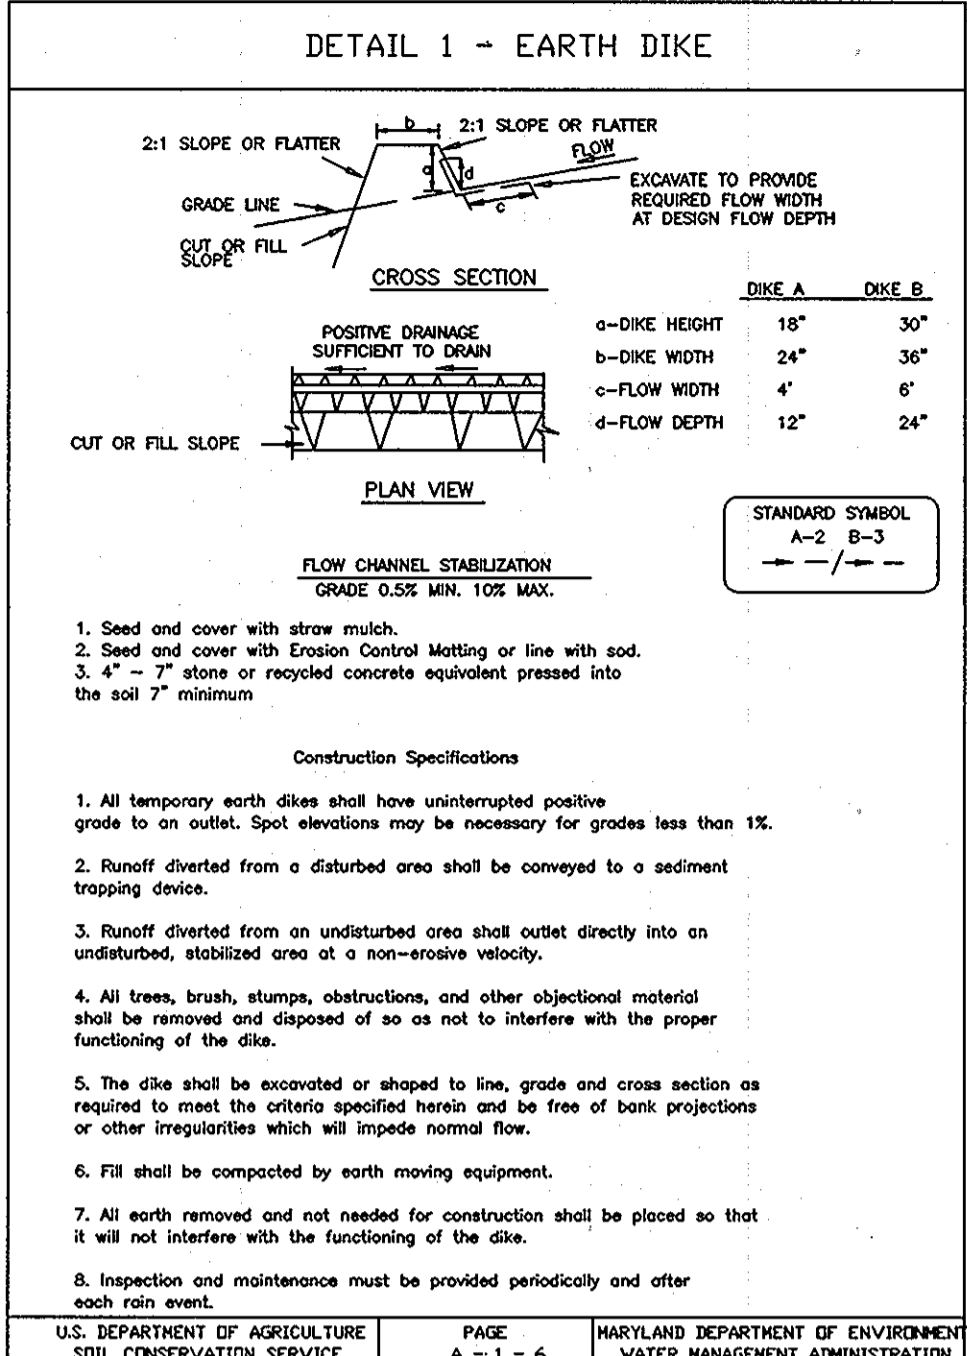 DETAIL 1 - EARTH DIKE
b
2:1 SLOPE OR FLATTER
2:1 SLOPE OR FLATTER
FLOW
a
d
c
GRADE LINE
EXCAVATE TO PROVIDE
REQUIRED FLOW WIDTH
AT DESIGN FLOW DEPTH
CUT OR FILL
SLOPE
CROSS SECTION
DIKE A DIKE B
a-DIKE HEIGHT 18" 30"
b-DIKE WIDTH 24" 36"
c-FLOW WIDTH 4' 6'
d-FLOW DEPTH 12" 24"
POSITIVE DRAINAGE
SUFFICIENT TO DRAIN
CUT OR FILL SLOPE
PLAN VIEW
STANDARD SYMBOL
A-2 B-3
FLOW CHANNEL STABILIZATION
GRADE 0.5% MIN. 10% MAX.
1. Seed and cover with straw mulch.
2. Seed and cover with Erosion Control Matting or line with sod.
3. 4" - 7" stone or recycled concrete equivalent pressed into
the soil 7" minimum
Construction Specifications
1. All temporary earth dikes shall have uninterrupted positive
grade to an outlet. Spot elevations may be necessary for grades less than 1%.
2. Runoff diverted from a disturbed area shall be conveyed to a sediment
trapping device.
3. Runoff diverted from an undisturbed area shall outlet directly into an
undisturbed, stabilized area at a non-erosive velocity.
4. All trees, brush, stumps, obstructions, and other objectional material
shall be removed and disposed of so as not to interfere with the proper
functioning of the dike.
5. The dike shall be excavated or shaped to line, grade and cross section as
required to meet the criteria specified herein and be free of bank projections
or other irregularities which will impede normal flow.
6. Fill shall be compacted by earth moving equipment.
7. All earth removed and not needed for construction shall be placed so that
it will not interfere with the functioning of the dike.
8. Inspection and maintenance must be provided periodically and after
each rain event.
U.S. DEPARTMENT OF AGRICULTURE
SOIL CONSERVATION SERVICE
PAGE
A - 1 - 6
MARYLAND DEPARTMENT OF ENVIRONMENT
WATER MANAGEMENT ADMINISTRATION